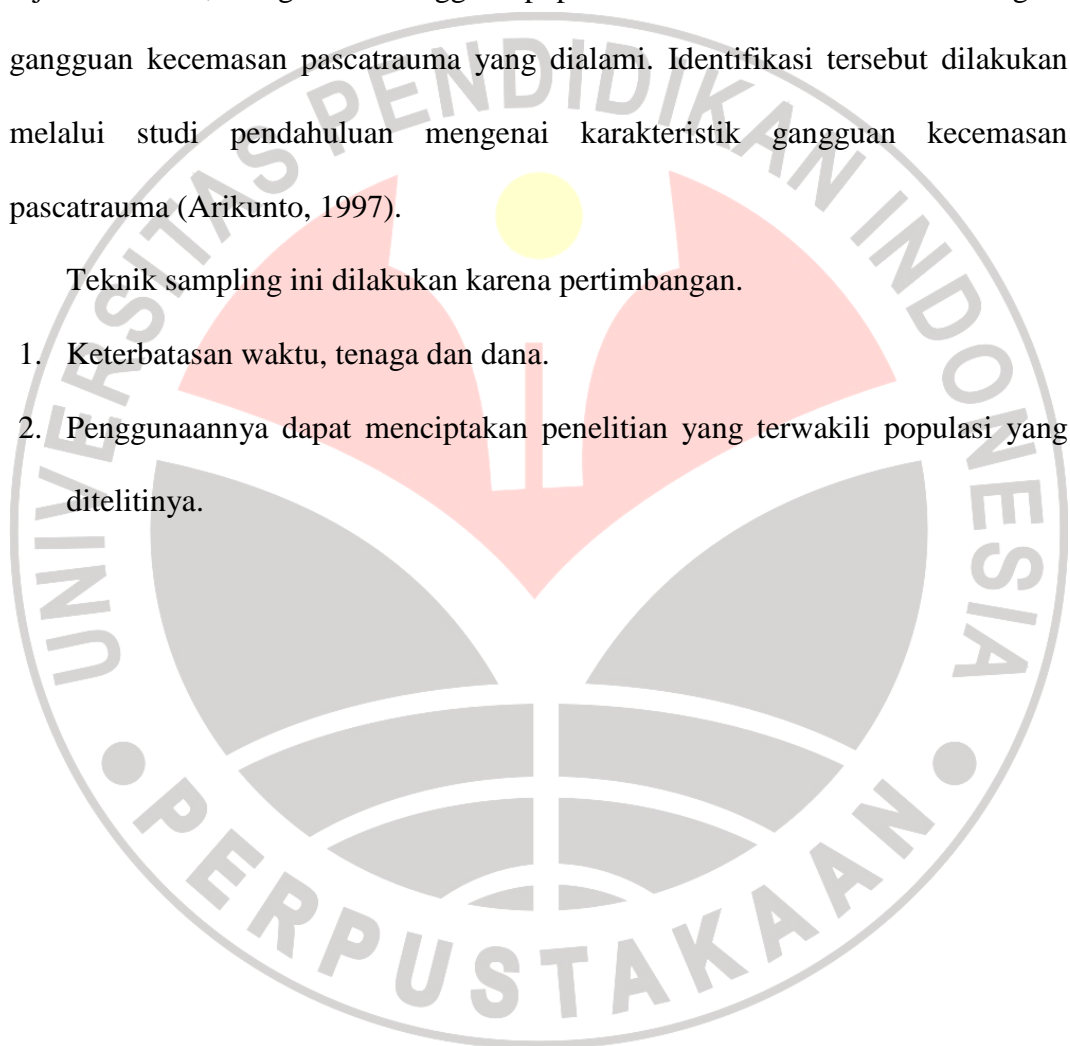 gangguan kecemasan pascatrauma yang dialami. Identifikasi tersebut dilakukan
melalui studi pendahuluan mengenai karakteristik gangguan kecemasan
pascatrauma (Arikunto, 1997).
Teknik sampling ini dilakukan karena pertimbangan.
1. Keterbatasan waktu, tenaga dan dana.
2. Penggunaannya dapat menciptakan penelitian yang terwakili populasi yang
ditelitinya.
UNIVERSITAS PENDIDIKAN INDONESIA
PERPUSTAKAAN